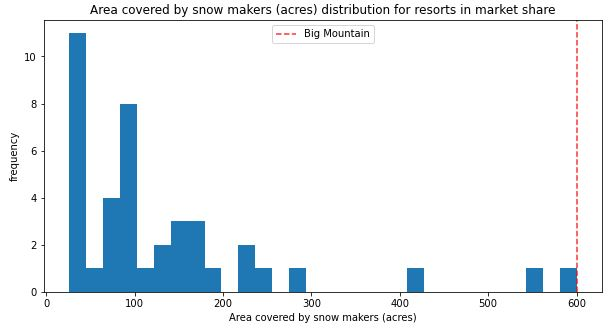 Area covered by snow makers (acres) distribution for resorts in market share
Big Mountain
10
8
6
4
2
0
frequency
0 100 200 300 400 500 600
Area covered by snow makers (acres)